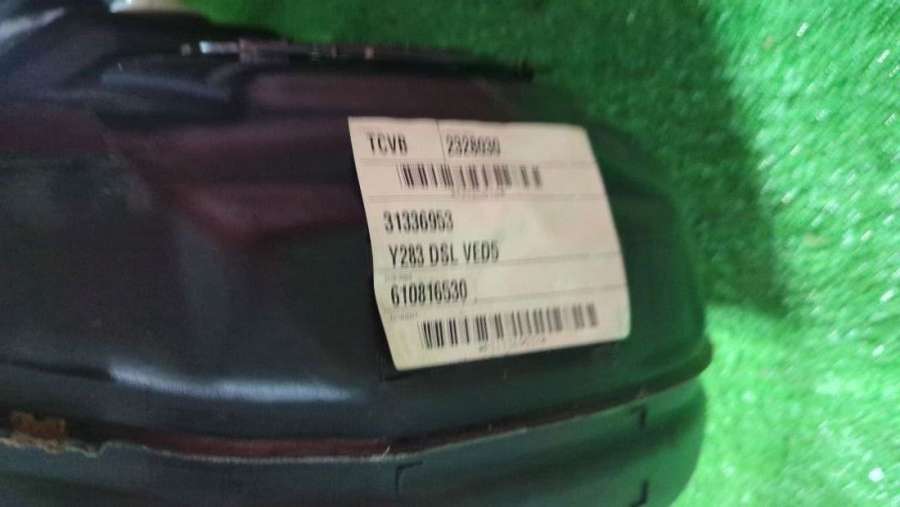 TCVB 2328030
31336953
Y283 DSL VED5
610816530